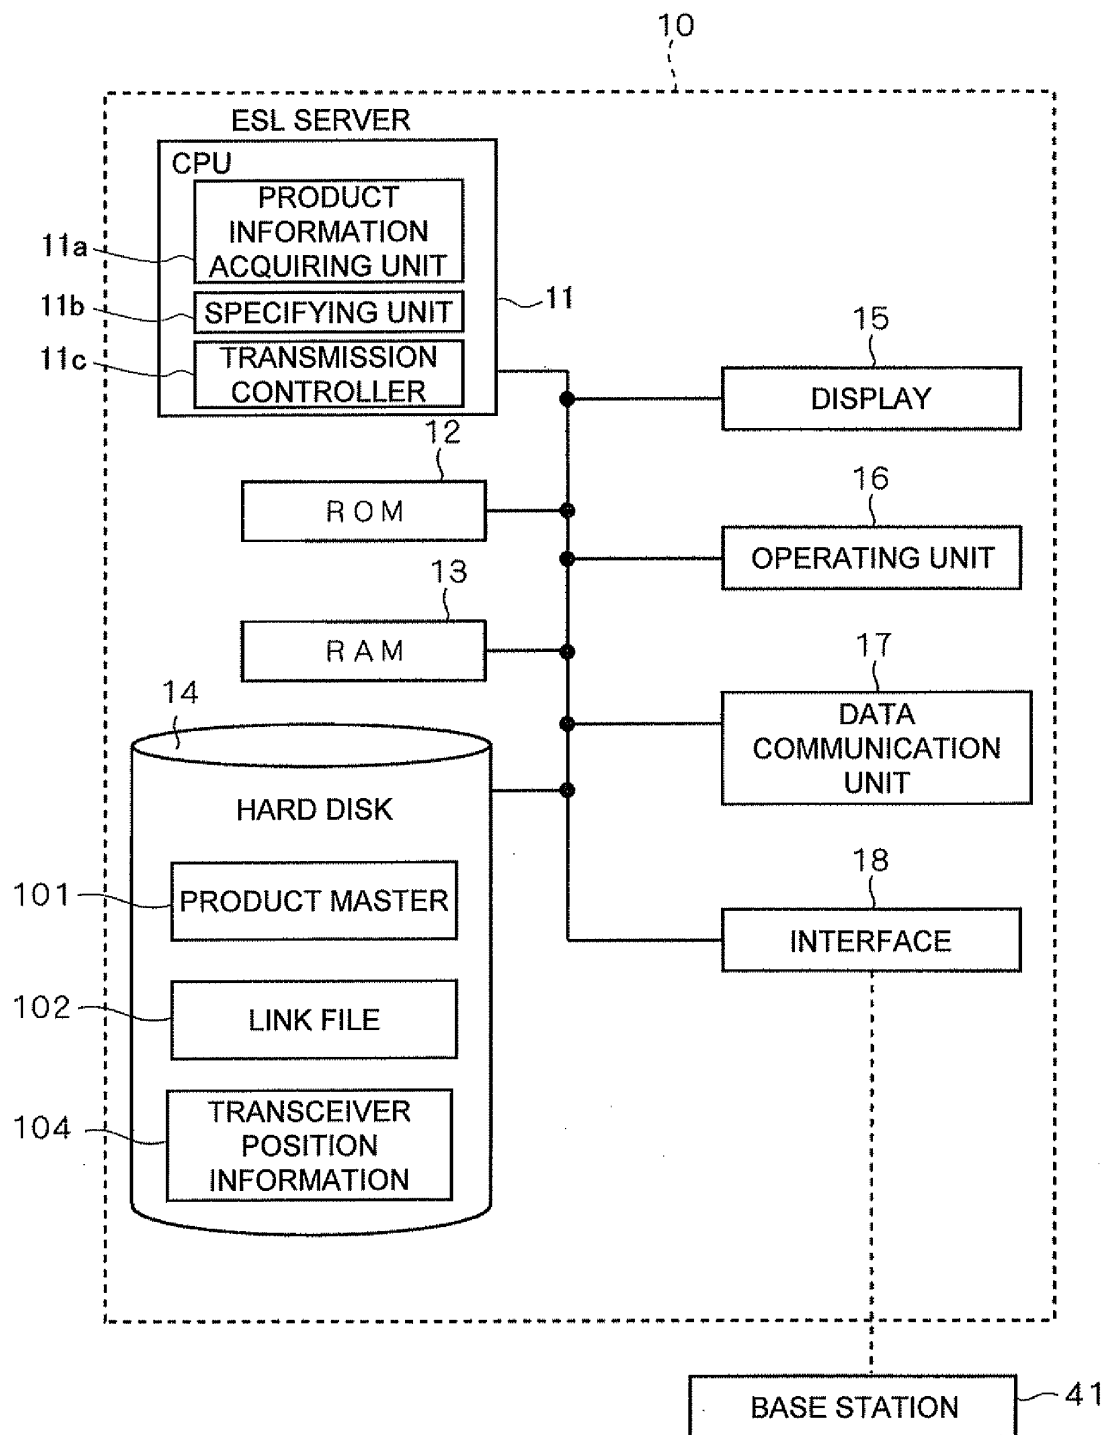 10
ESL SERVER
CPU
PRODUCT
INFORMATION
ACQUIRING UNIT
11a
SPECIFYING UNIT
11b
11
TRANSMISSION
CONTROLLER
11c
15
DISPLAY
12
ROM
16
OPERATING UNIT
13
RAM
17
DATA
COMMUNICATION
UNIT
14
HARD DISK
101
PRODUCT MASTER
18
INTERFACE
102
LINK FILE
104
TRANSCEIVER
POSITION
INFORMATION
BASE STATION
41